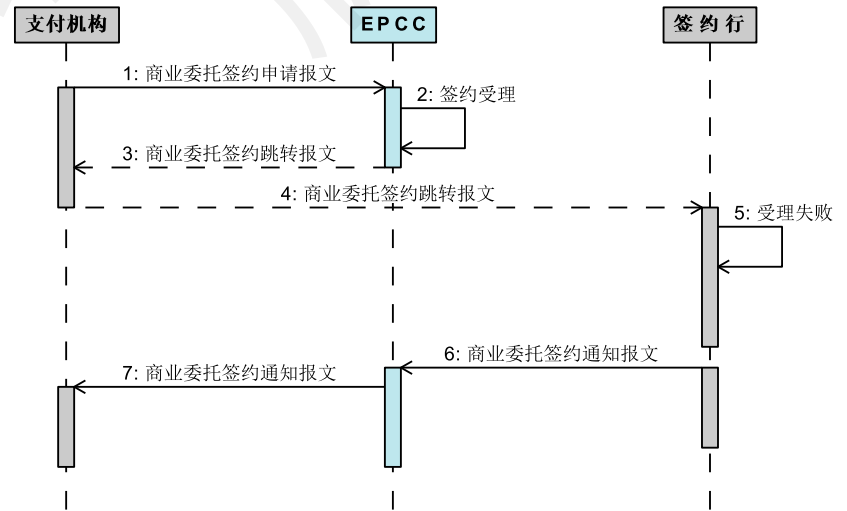 支付机构
EPCC
签约行
1: 商业委托签约申请报文
2: 签约受理
3: 商业委托签约跳转报文
4: 商业委托签约跳转报文
5: 受理失败
6: 商业委托签约通知报文
7: 商业委托签约通知报文